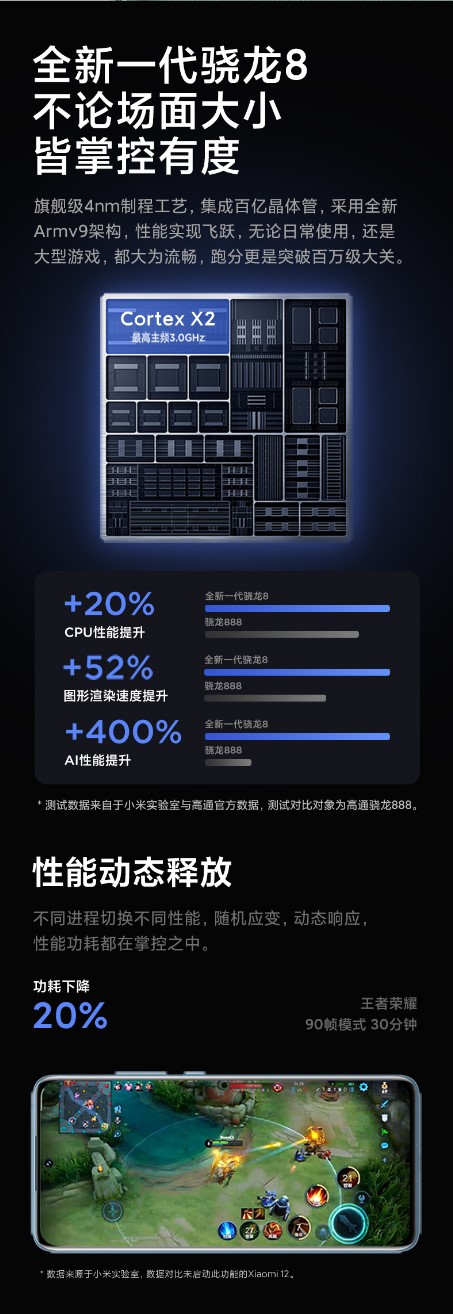 全新一代骁龙8
不论场面大小
皆掌控有度
旗舰级4nm制程工艺，集成百亿晶体管，采用全新
Armv9架构，性能实现飞跃，无论日常使用，还是
大型游戏，都大为流畅，跑分更是突破百万级大关。
Cortex X2
最高主频3.0GHz
+20%
CPU性能提升
全新一代骁龙8
骁龙888
+52%
图形渲染速度提升
全新一代骁龙8
骁龙888
+400%
AI性能提升
全新一代骁龙8
骁龙888
* 测试数据来自于小米实验室与高通官方数据，测试对比对象为高通骁龙888。
性能动态释放
不同进程切换不同性能，随机应变，动态响应，
性能功耗都在掌控之中。
功耗下降
20%
王者荣耀
90帧模式 30分钟
* 数据来源于小米实验室，数据对比未启动此功能的Xiaomi 12。